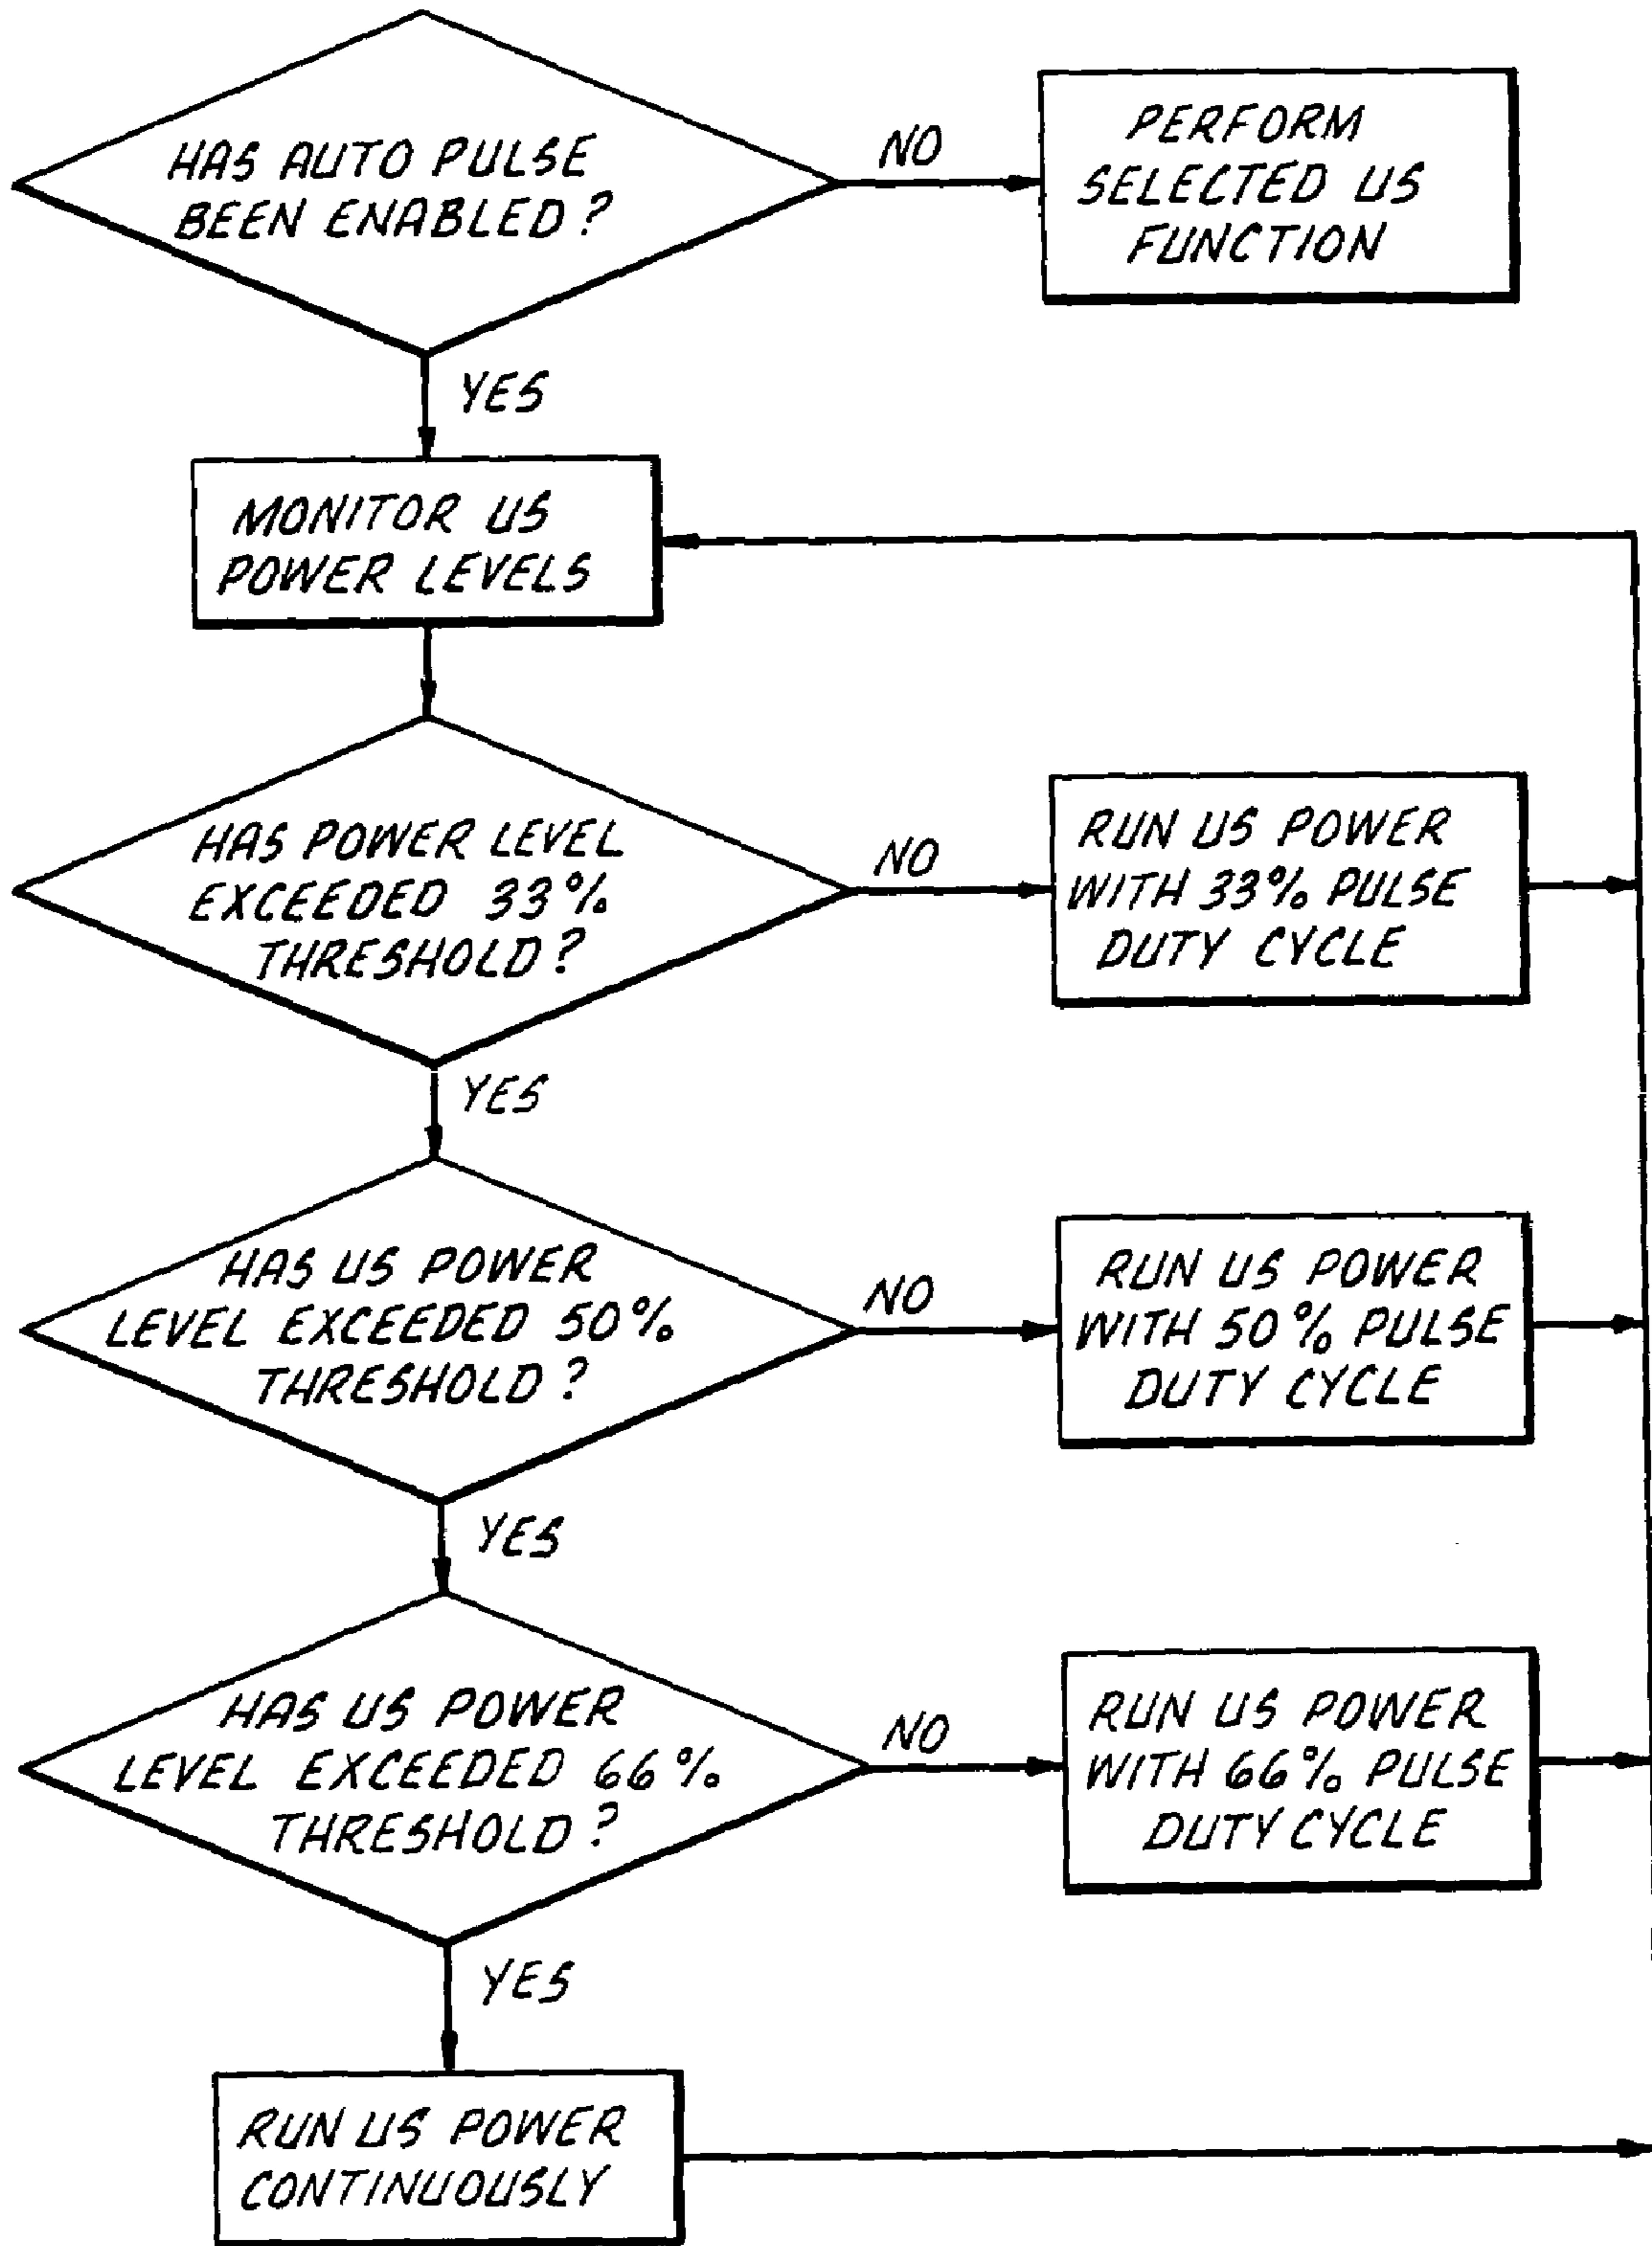 HAS AUTO PULSE
BEEN ENABLED?
NO
PERFORM
SELECTED US
FUNCTION
YES
MONITOR US
POWER LEVELS
HAS POWER LEVEL
EXCEEDED 33%
THRESHOLD?
NO
RUN US POWER
WITH 33% PULSE
DUTY CYCLE
YES
HAS US POWER
LEVEL EXCEEDED 50%
THRESHOLD?
NO
RUN US POWER
WITH 50% PULSE
DUTY CYCLE
YES
HAS US POWER
LEVEL EXCEEDED 66%
THRESHOLD?
NO
RUN US POWER
WITH 66% PULSE
DUTY CYCLE
YES
RUN US POWER
CONTINUOUSLY